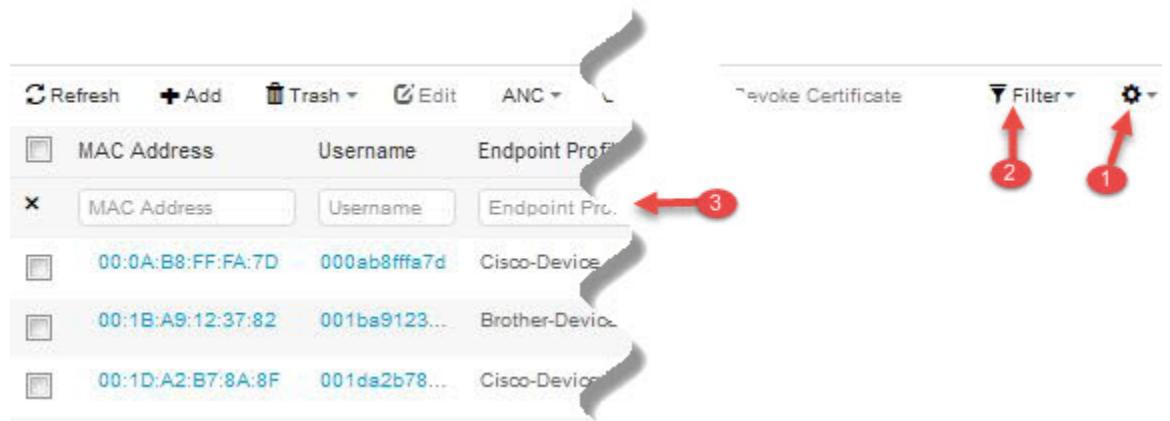 Refresh Add Trash Edit ANC Revoke Certificate Filter
MAC Address Username Endpoint Profi
2 1
× MAC Address Username Endpoint Pro. 3
00:0A:B8:FF:FA:7D 000ab8fffa7d Cisco-Device
00:1B:A9:12:37:82 001ba9123... Brother-Device
00:1D:A2:B7:8A:8F 001da2b78... Cisco-Device